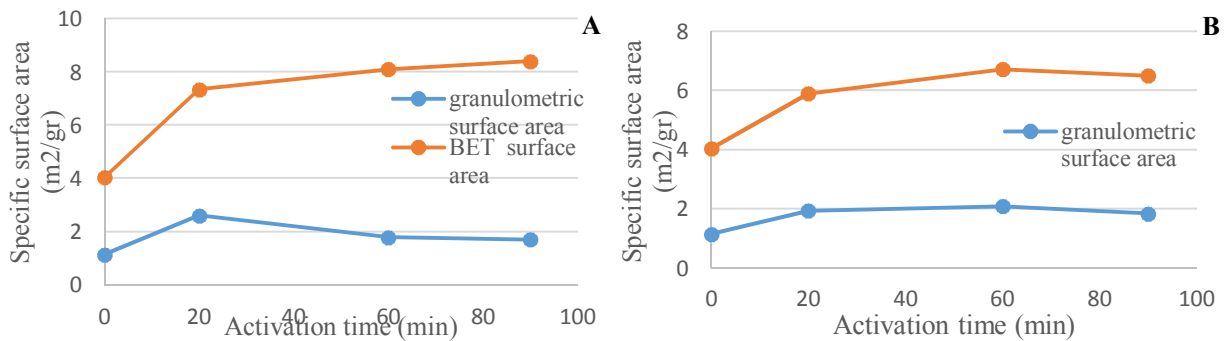 A
10
8
6
4
2
0
Specific surface area
(m2/gr)
granulometric
surface area
BET surface
area
0 20 40 60 80 100
Activation time (min)
B
8
6
4
2
0
Specific surface area
(m2/gr)
granulometric
surface area
0 20 40 60 80 100
Activation time (min)